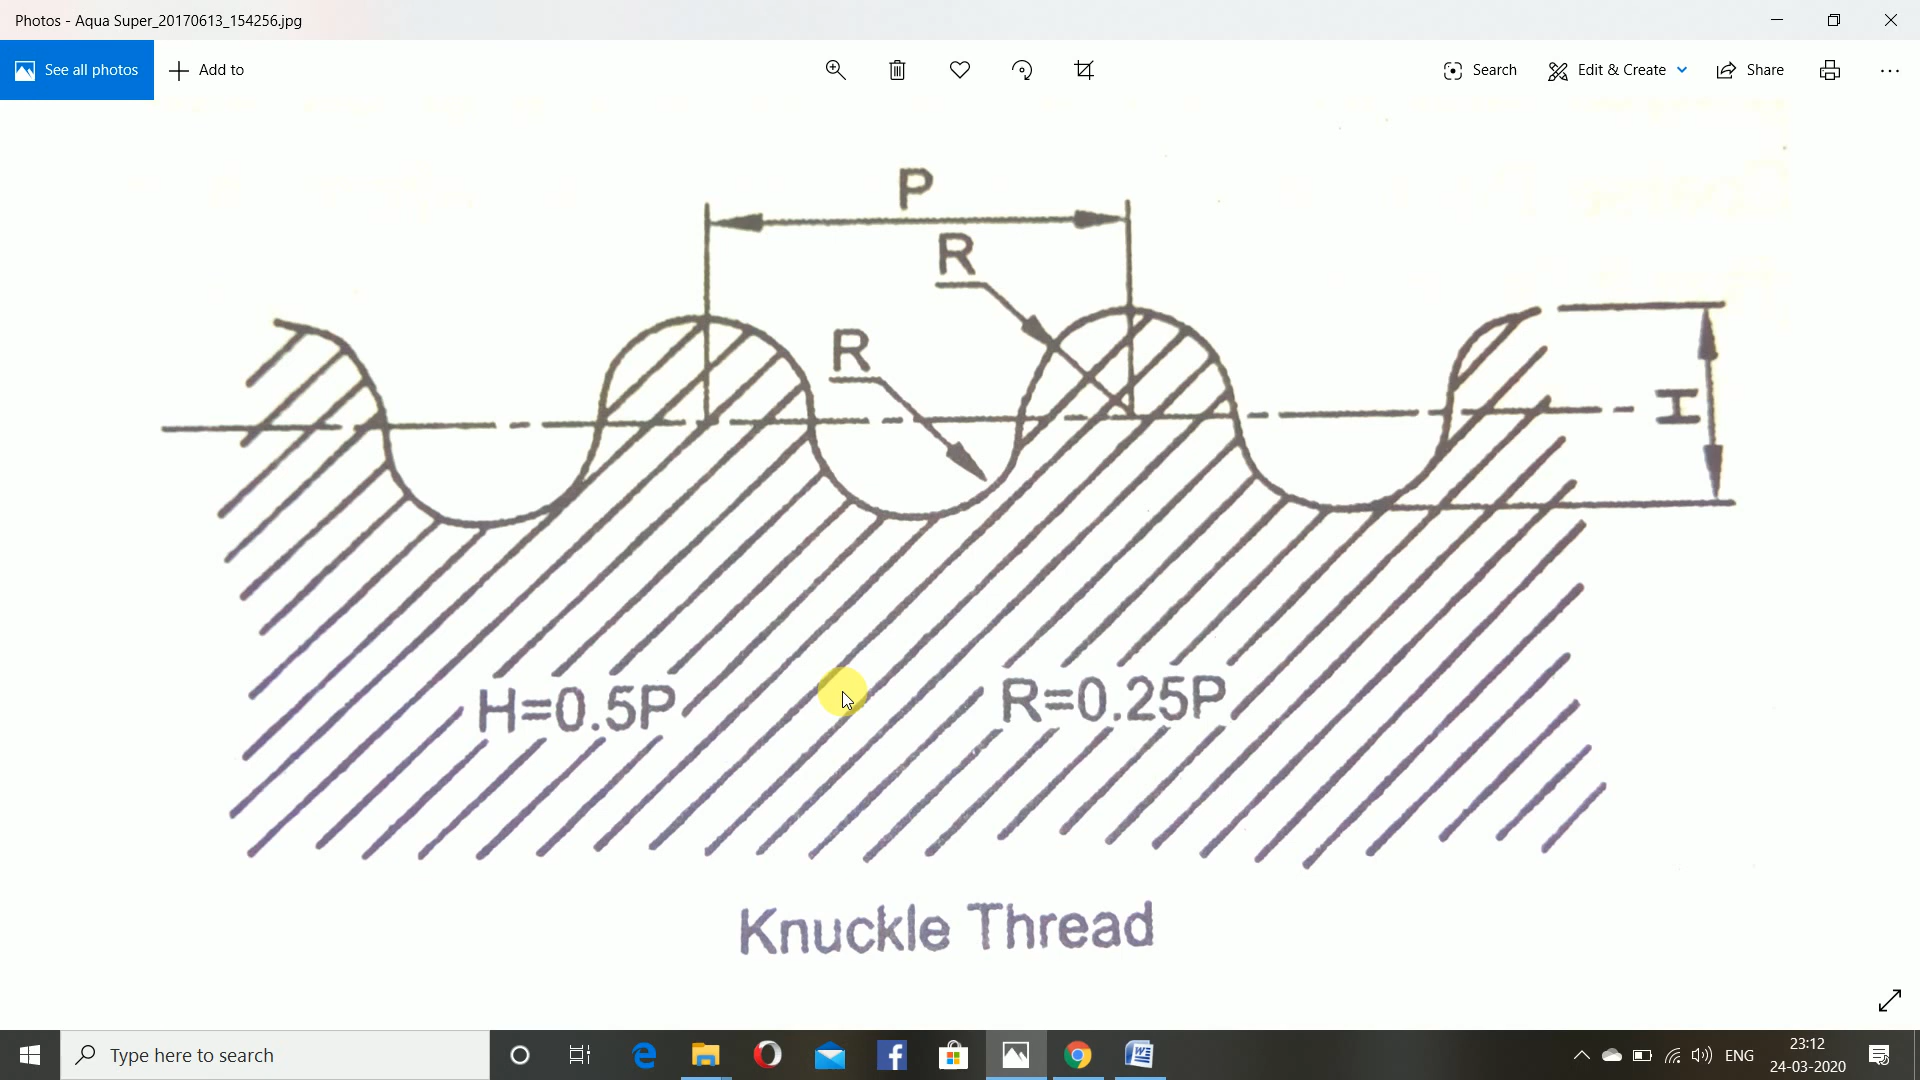 Photos - Aqua Super_20170613_154256.jpg
See all photos
Add to
Search
Edit & Create
Share
P
R
R
H
H=0.5P
R=0.25P
Knuckle Thread
Type here to search
ENG
23:12
24-03-2020